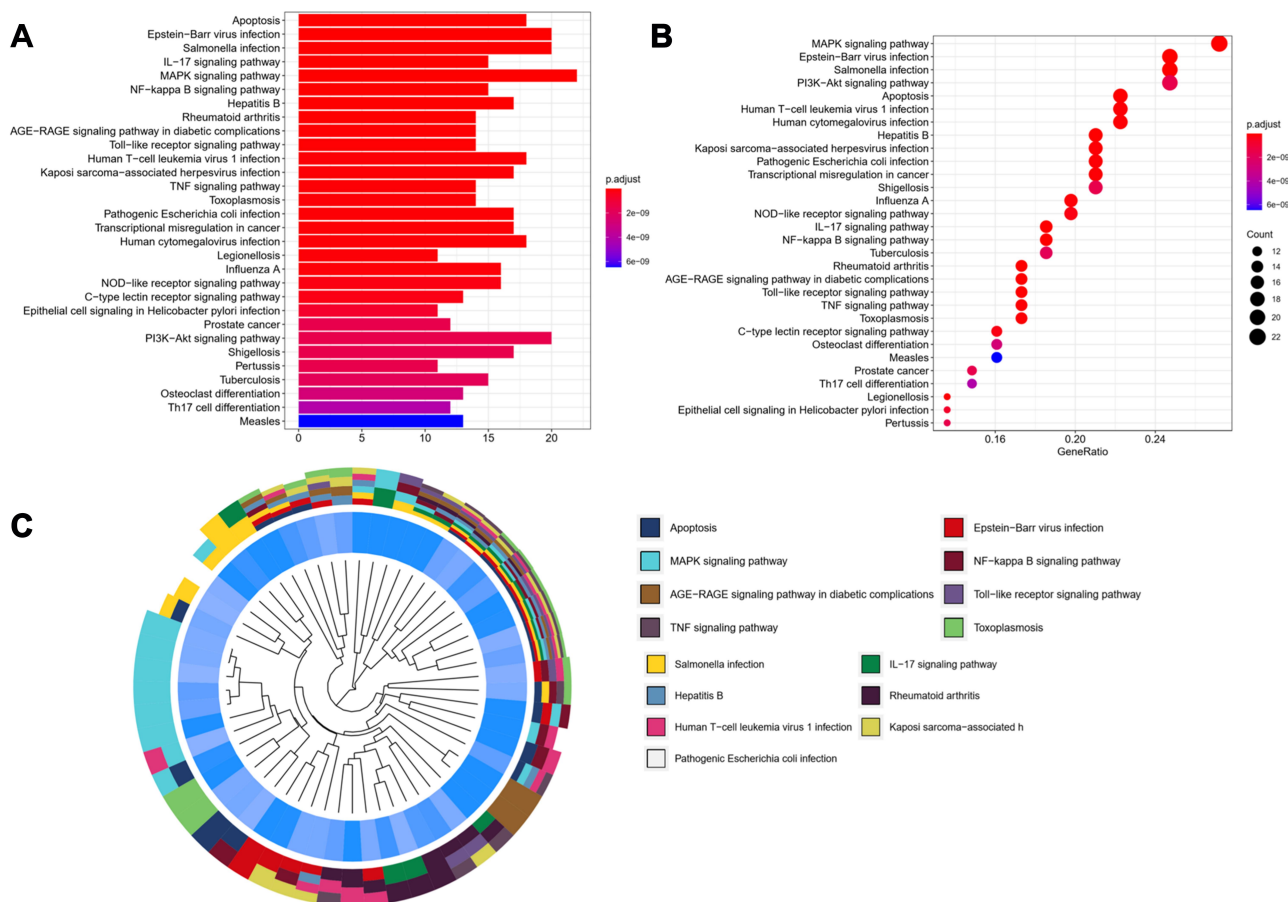 A
Apoptosis
Epstein−Barr virus infection
Salmonella infection
IL−17 signaling pathway
MAPK signaling pathway
NF−kappa B signaling pathway
Hepatitis B
Rheumatoid arthritis
AGE−RAGE signaling pathway in diabetic complications
Toll−like receptor signaling pathway
Human T−cell leukemia virus 1 infection
Kaposi sarcoma−associated herpesvirus infection
TNF signaling pathway
Toxoplasmosis
Pathogenic Escherichia coli infection
Transcriptional misregulation in cancer
Human cytomegalovirus infection
Legionellosis
Influenza A
NOD−like receptor signaling pathway
C−type lectin receptor signaling pathway
Epithelial cell signaling in Helicobacter pylori infection
Prostate cancer
PI3K−Akt signaling pathway
Shigellosis
Pertussis
Tuberculosis
Osteoclast differentiation
Th17 cell differentiation
Measles
0 5 10 15 20
p.adjust
2e−09
4e−09
6e−09
B
MAPK signaling pathway
Epstein−Barr virus infection
Salmonella infection
PI3K−Akt signaling pathway
Apoptosis
Human T−cell leukemia virus 1 infection
Human cytomegalovirus infection
Hepatitis B
Kaposi sarcoma−associated herpesvirus infection
Pathogenic Escherichia coli infection
Transcriptional misregulation in cancer
Shigellosis
Influenza A
NOD−like receptor signaling pathway
IL−17 signaling pathway
NF−kappa B signaling pathway
Tuberculosis
Rheumatoid arthritis
AGE−RAGE signaling pathway in diabetic complications
Toll−like receptor signaling pathway
TNF signaling pathway
Toxoplasmosis
C−type lectin receptor signaling pathway
Osteoclast differentiation
Measles
Prostate cancer
Th17 cell differentiation
Legionellosis
Epithelial cell signaling in Helicobacter pylori infection
Pertussis
0.16 0.20 0.24
GeneRatio
p.adjust
2e−09
4e−09
6e−09
Count
12
14
16
18
20
22
C
Apoptosis
Epstein−Barr virus infection
MAPK signaling pathway
NF−kappa B signaling pathway
AGE−RAGE signaling pathway in diabetic complications
Toll−like receptor signaling pathway
TNF signaling pathway
Toxoplasmosis
Salmonella infection
IL−17 signaling pathway
Hepatitis B
Rheumatoid arthritis
Human T−cell leukemia virus 1 infection
Kaposi sarcoma−associated h
Pathogenic Escherichia coli infection